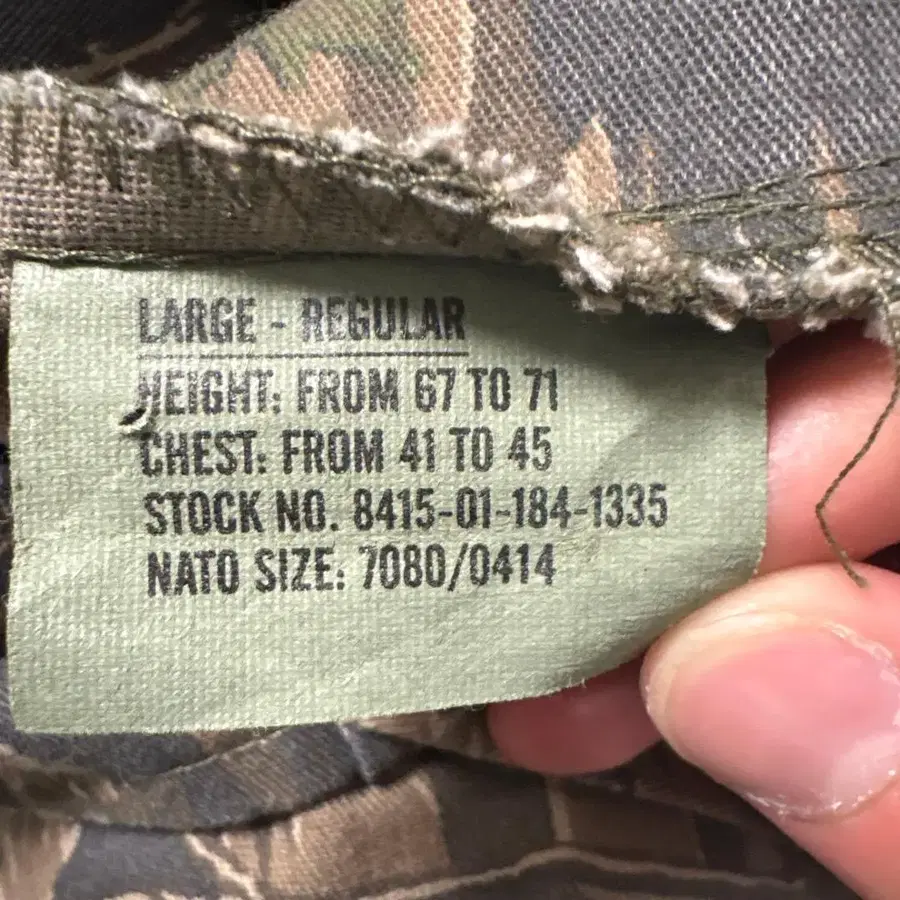 LARGE - REGULAR
HEIGHT: FROM 67 TO 71
CHEST: FROM 41 TO 45
STOCK NO. 8415-01-184-1335
NATO SIZE: 7080/0414